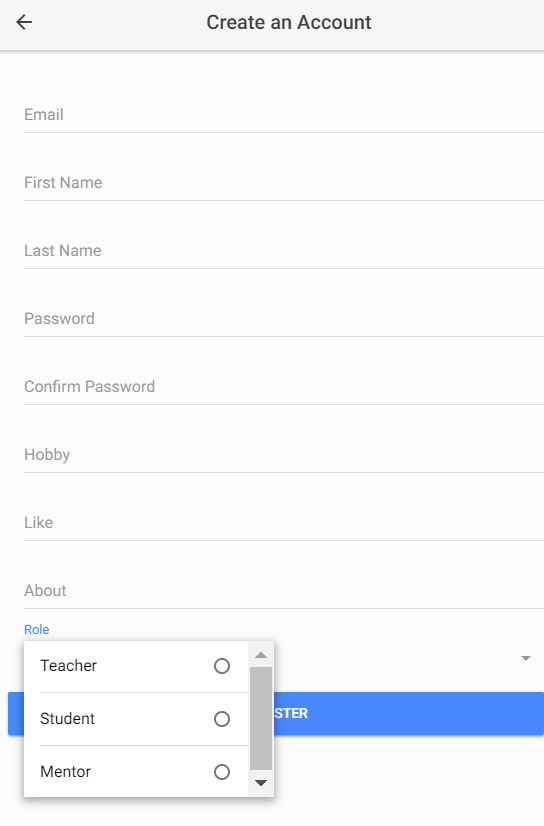 Create an Account
Email
First Name
Last Name
Password
Confirm Password
Hobby
Like
About
Role
Teacher
Student
STER
Mentor